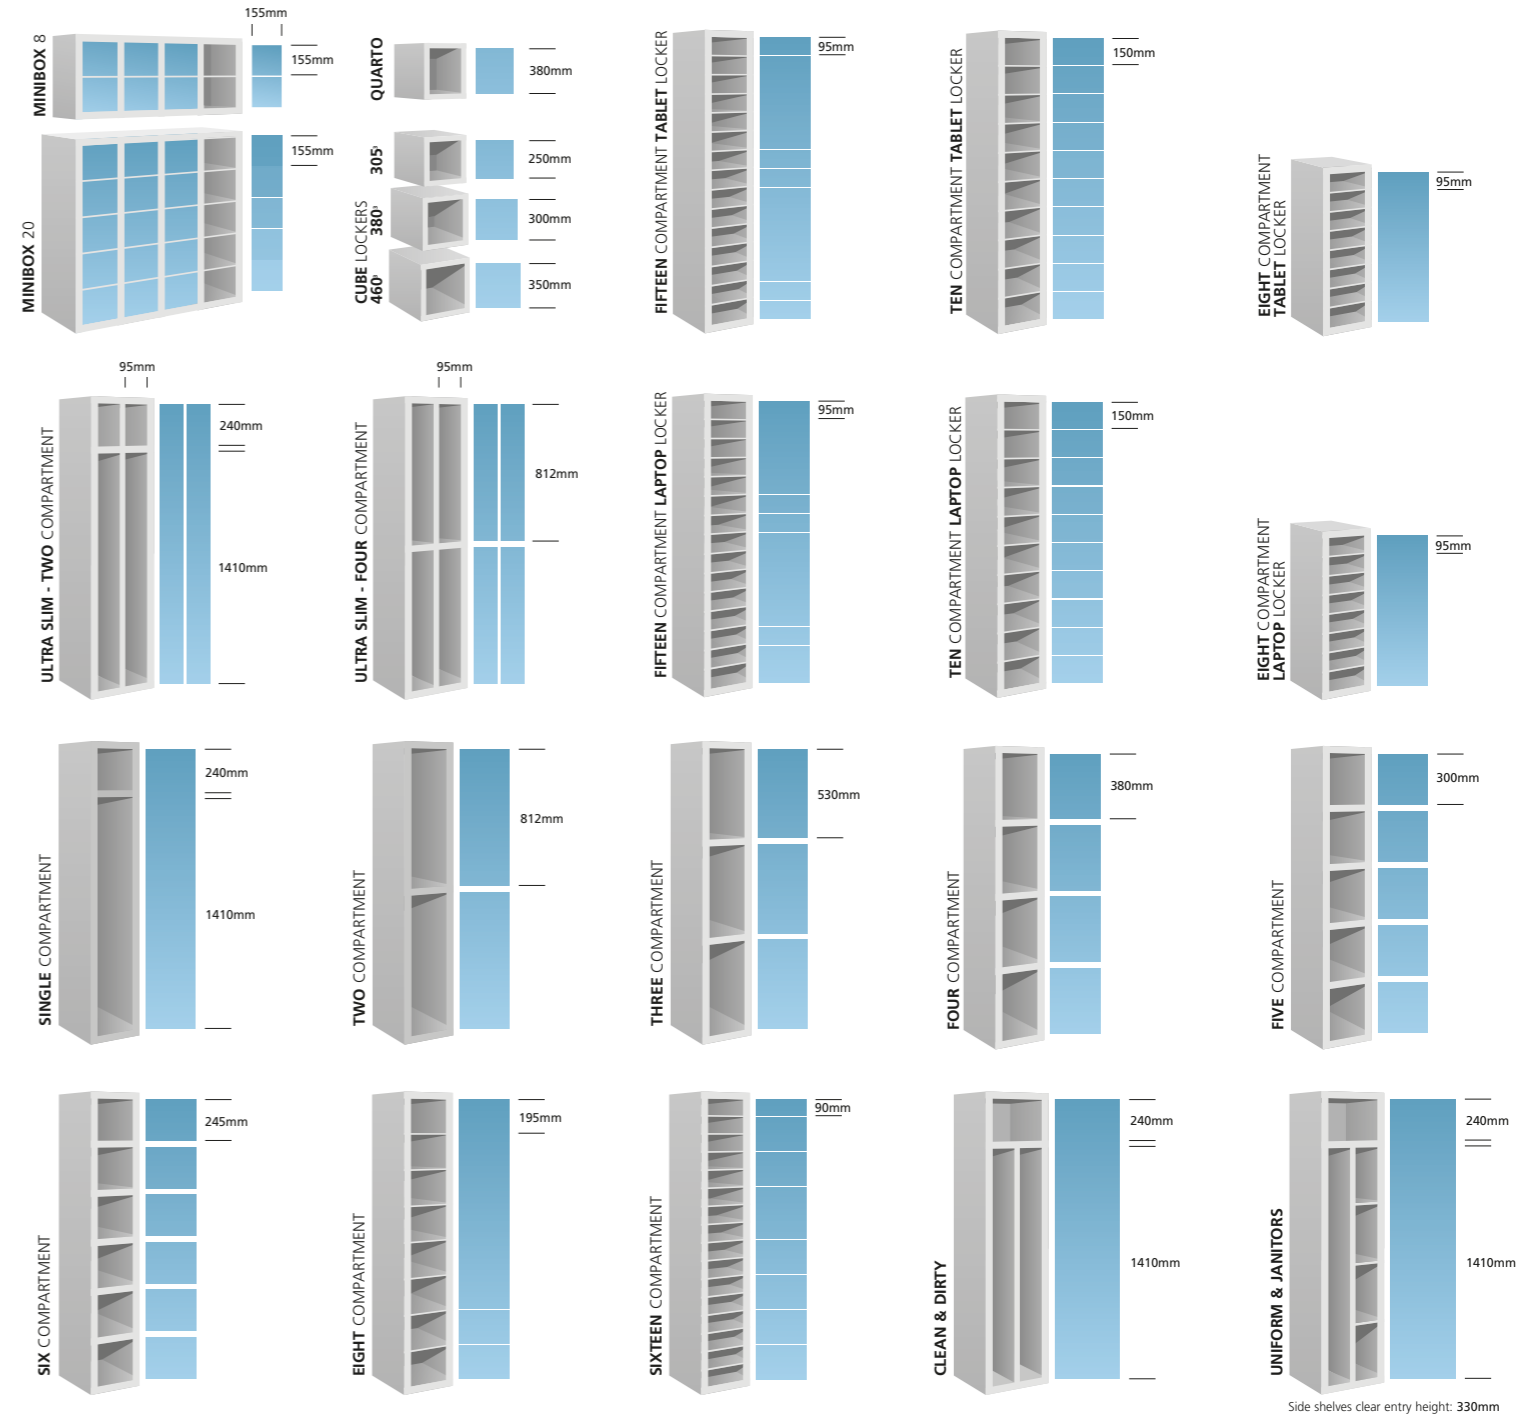 155mm
MINIBOX 8
155mm
MINIBOX 20
155mm
QUARTO
380mm
CUBE LOCKERS
305
250mm
380
300mm
460
350mm
FIFTEEN COMPARTMENT TABLET LOCKER
95mm
TEN COMPARTMENT TABLET LOCKER
150mm
EIGHT COMPARTMENT
TABLET LOCKER
95mm
ULTRA SLIM - TWO COMPARTMENT
95mm
240mm
1410mm
ULTRA SLIM - FOUR COMPARTMENT
95mm
812mm
FIFTEEN COMPARTMENT LAPTOP LOCKER
95mm
TEN COMPARTMENT LAPTOP LOCKER
150mm
EIGHT COMPARTMENT
LAPTOP LOCKER
95mm
SINGLE COMPARTMENT
240mm
1410mm
TWO COMPARTMENT
812mm
THREE COMPARTMENT
530mm
FOUR COMPARTMENT
380mm
FIVE COMPARTMENT
300mm
SIX COMPARTMENT
245mm
EIGHT COMPARTMENT
195mm
SIXTEEN COMPARTMENT
90mm
CLEAN & DIRTY
240mm
1410mm
UNIFORM & JANITORS
240mm
1410mm
Side shelves clear entry height: 330mm